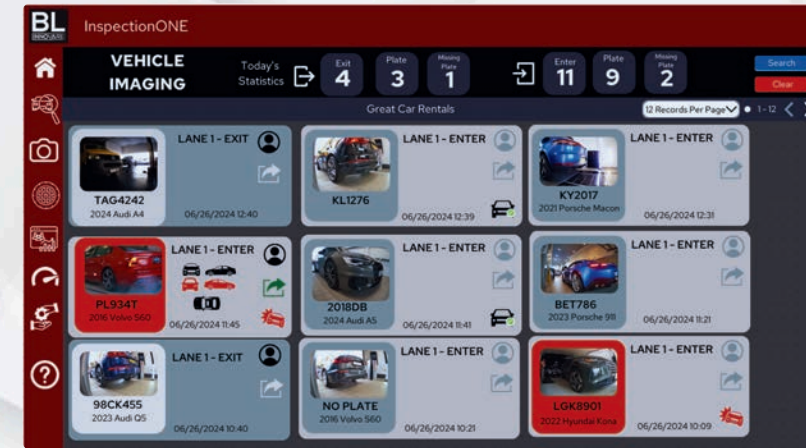 BL
INNOVARE
InspectionONE
VEHICLE
IMAGING
Today's
Statistics
Exit
4
Plate
3
Missing
Plate
1
Enter
11
Plate
9
Missing
Plate
2
Search
Clear
Great Car Rentals
12 Records Per Page
1-12
LANE 1 - EXIT
TAG4242
2024 Audi A4
06/26/2024 12:40
LANE 1 - ENTER
KL1276
06/26/2024 12:39
LANE 1 - ENTER
KY2017
2021 Porsche Macon
06/26/2024 12:31
LANE 1 - ENTER
PL934T
2016 Volvo S60
06/26/2024 11:45
LANE 1 - ENTER
2018DB
2024 Audi A5
06/26/2024 11:41
LANE 1 - ENTER
BET786
2023 Porsche 911
06/26/2024 11:21
LANE 1 - EXIT
98CK455
2023 Audi Q5
06/26/2024 10:40
LANE 1 - ENTER
NO PLATE
2016 Volvo S60
06/26/2024 10:21
LANE 1 - ENTER
LGK8901
2022 Hyundai Kona
06/26/2024 10:09